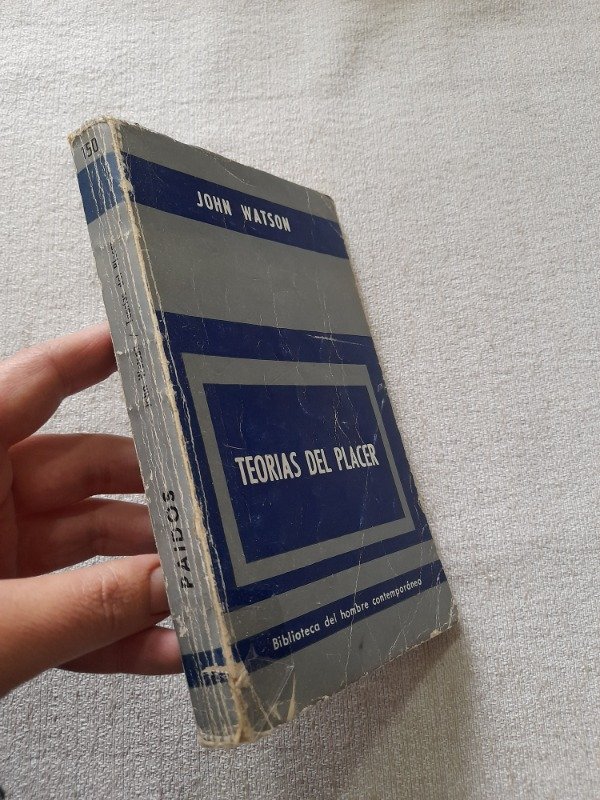 150
JOHN WATSON
TEORIAS DEL PLACER
Biblioteca del hombre contemporáneo
PAIDOS